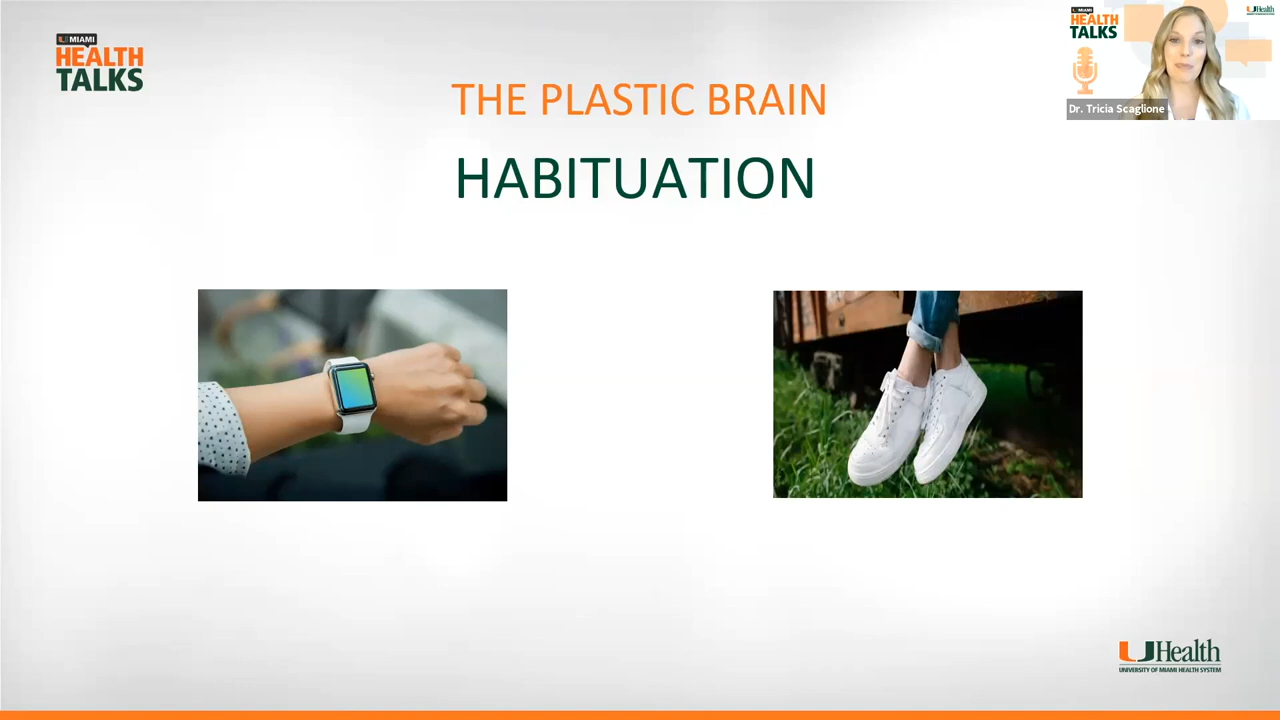 U MIAMI
HEALTH
TALKS
THE PLASTIC BRAIN
HABITUATION
U MIAMI
HEALTH
TALKS
UHealth
Dr. Tricia Scaglione
UHealth
UNIVERSITY OF MIAMI HEALTH SYSTEM